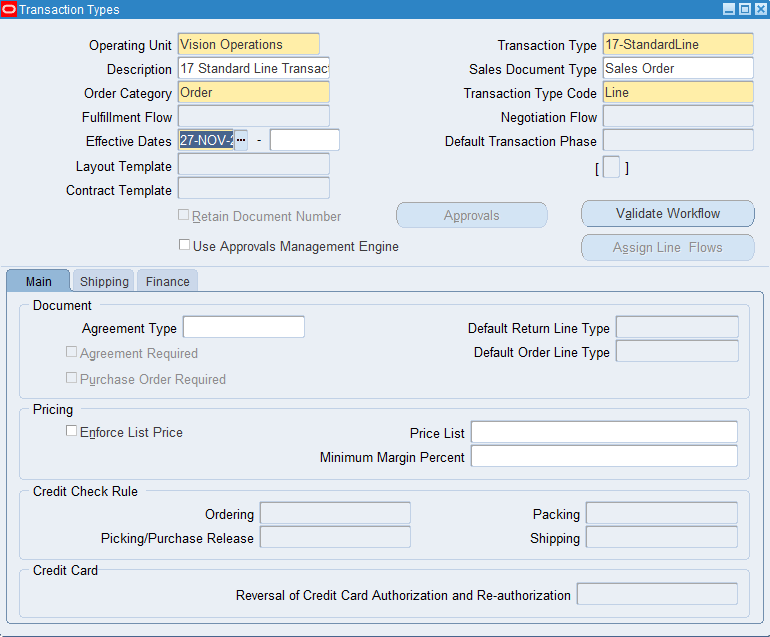 Transaction Types
Operating Unit Vision Operations Transaction Type 17-StandardLine
Description 17 Standard Line Transac Sales Document Type Sales Order
Order Category Order Transaction Type Code Line
Fulfillment Flow Negotiation Flow
Effective Dates 27-NOV-2 ... - Default Transaction Phase
Layout Template [ ]
Contract Template
Retain Document Number Approvals Validate Workflow
Use Approvals Management Engine Assign Line Flows
Main Shipping Finance
Document
Agreement Type Default Return Line Type
Agreement Required Default Order Line Type
Purchase Order Required
Pricing
Enforce List Price Price List
Minimum Margin Percent
Credit Check Rule
Ordering Packing
Picking/Purchase Release Shipping
Credit Card
Reversal of Credit Card Authorization and Re-authorization